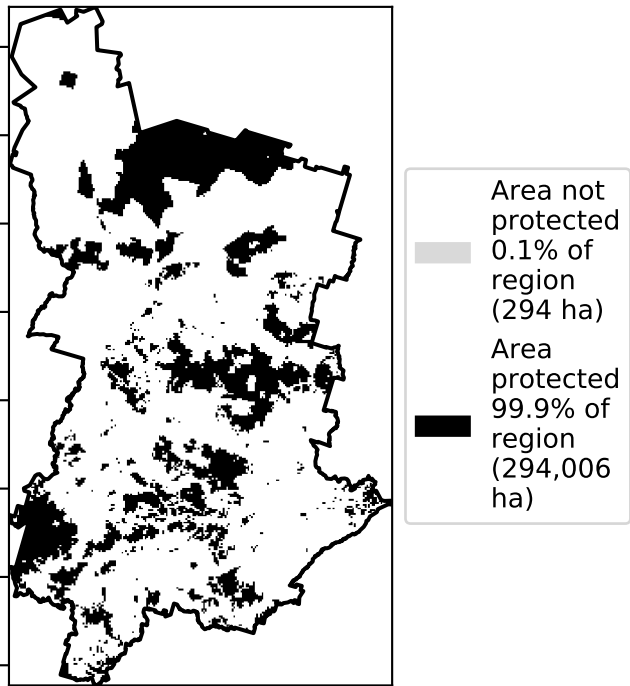 Area not
protected
0.1% of
region
(294 ha)
Area
protected
99.9% of
region
(294,006
ha)